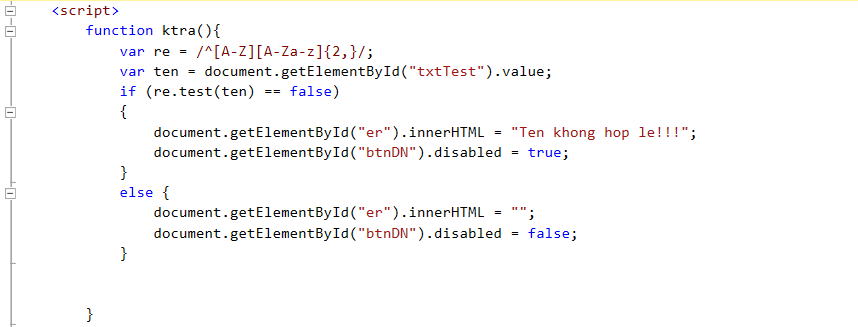 <script>
function ktra(){
var re = /^[A-Z][A-Za-z]{2,}/;
var ten = document.getElementById("txtTest").value;
if (re.test(ten) == false)
{
document.getElementById("er").innerHTML = "Ten khong hop le!!!";
document.getElementById("btnDN").disabled = true;
}
else {
document.getElementById("er").innerHTML = "";
document.getElementById("btnDN").disabled = false;
}
}